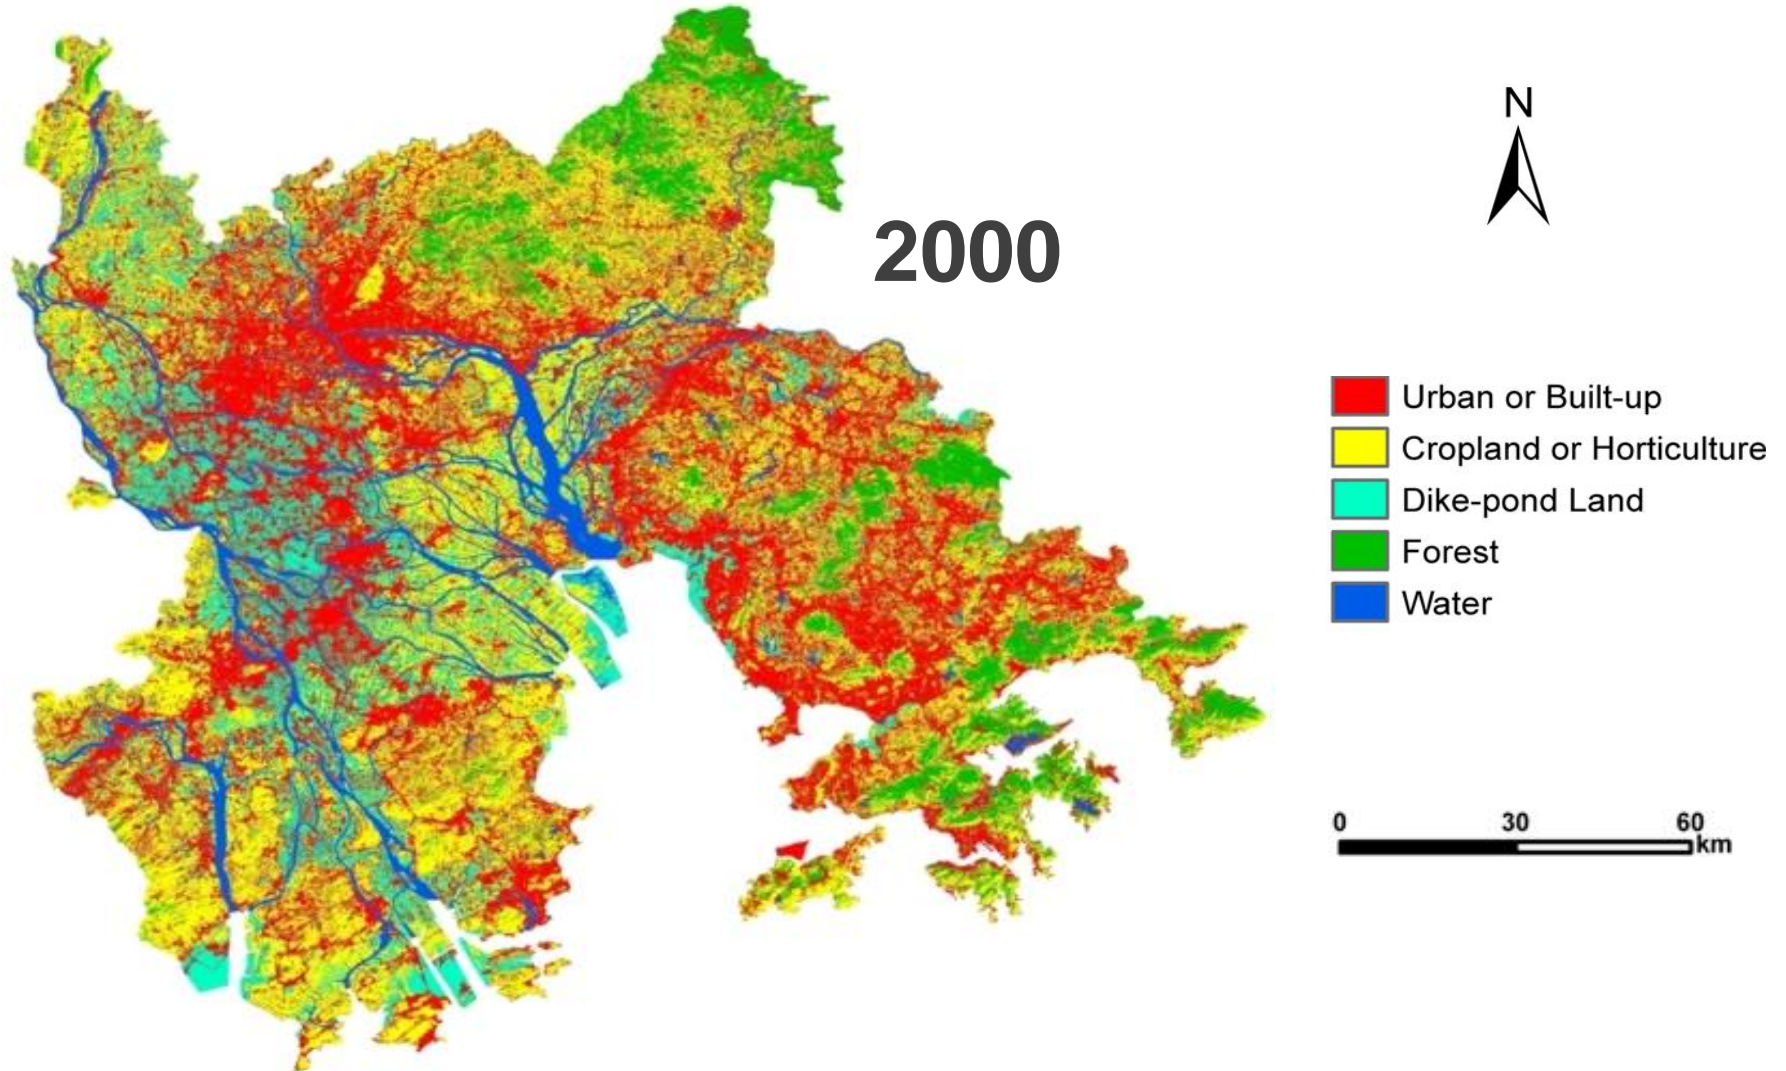 N
2000
Urban or Built-up
Cropland or Horticulture
Dike-pond Land
Forest
Water
0 30 60
km